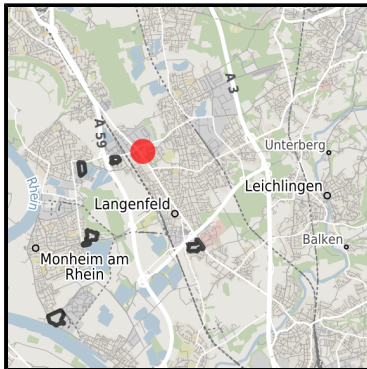 A 3
A 59
Unterberg
Leichlingen
Rhein
Langenfeld
Balken
Monheim am
Rhein